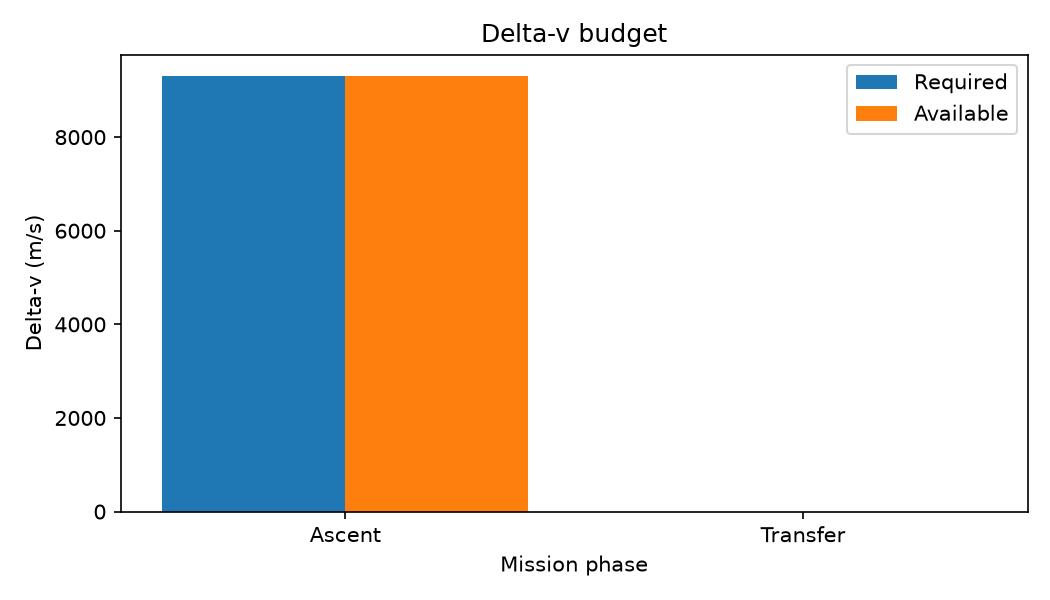 Delta-v budget
Required
Available
Delta-v (m/s)
8000
6000
4000
2000
0
Ascent
Transfer
Mission phase